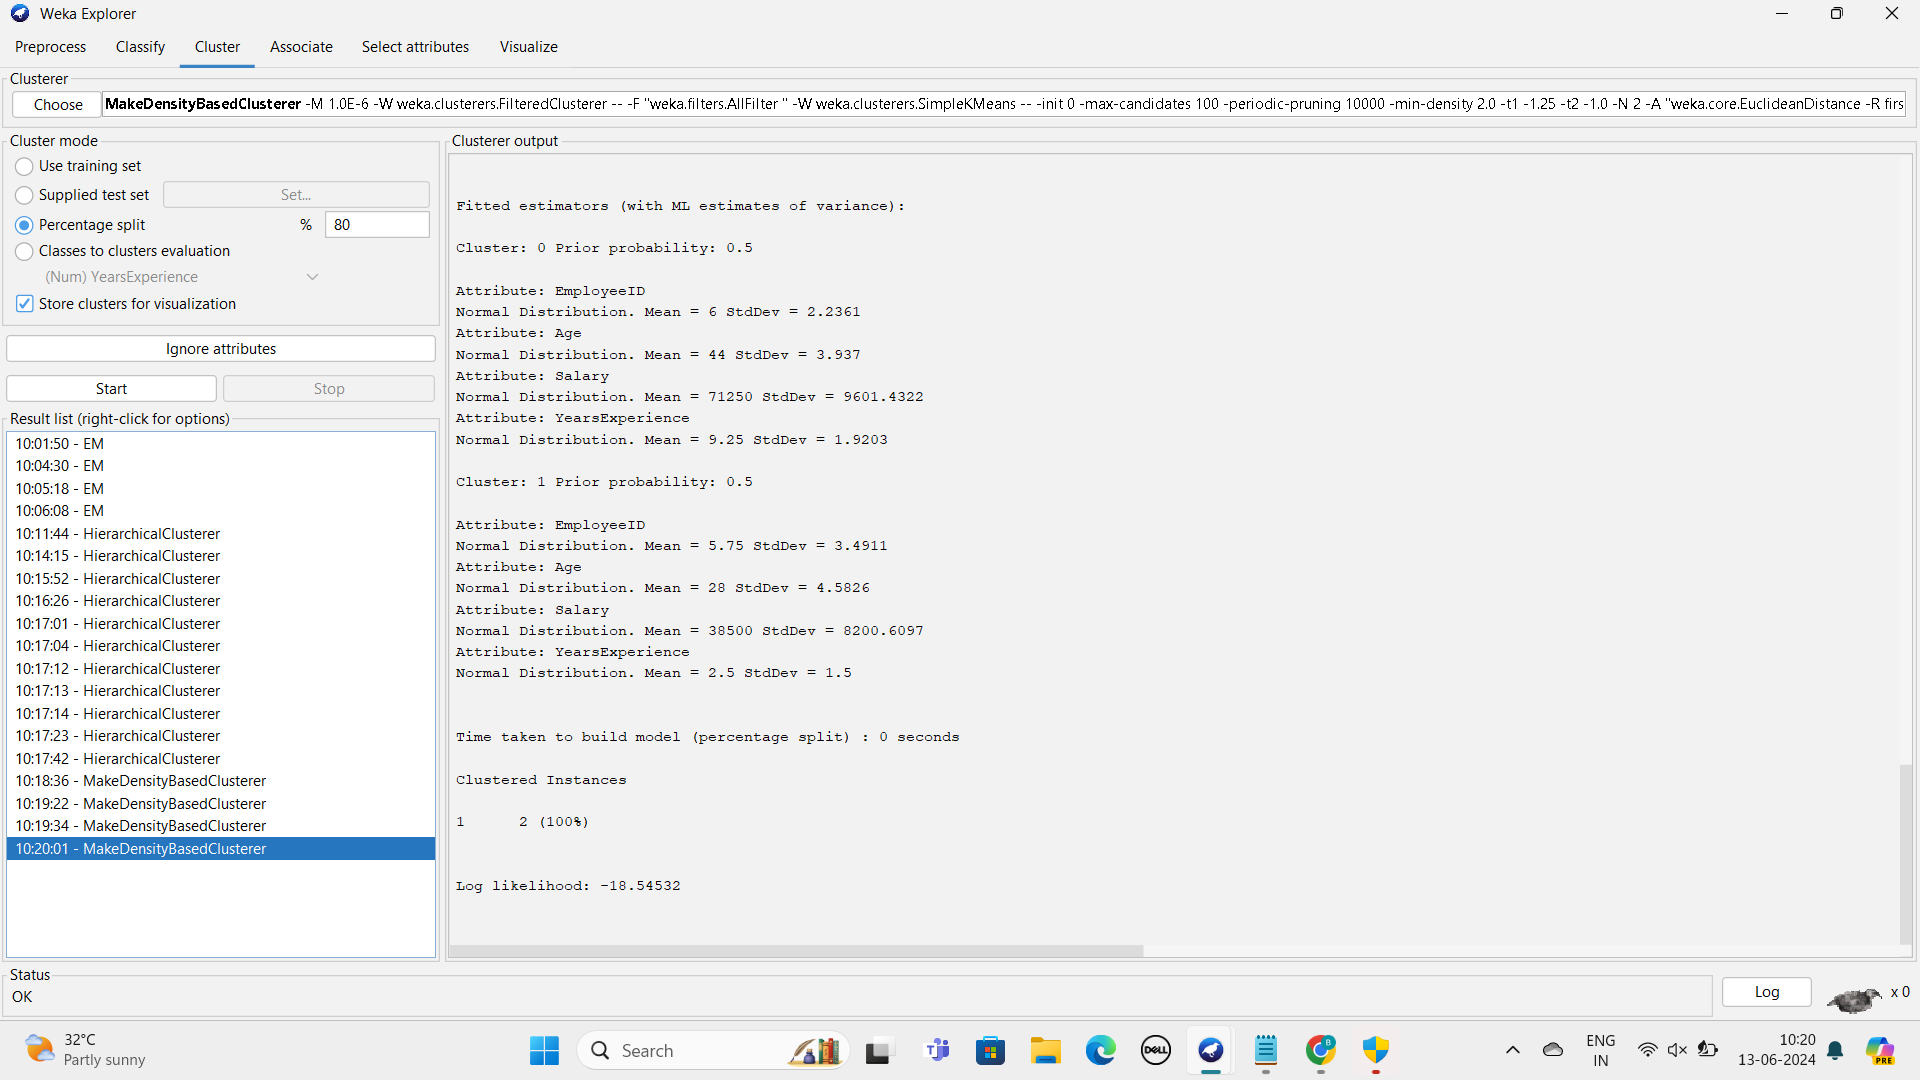 Weka Explorer
Preprocess Classify Cluster Associate Select attributes Visualize
Clusterer
Choose MakeDensityBasedClusterer -M 1.0E-6 -W weka.clusterers.FilteredClusterer -- -F "weka.filters.AllFilter " -W weka.clusterers.SimpleKMeans -- -init 0 -max-candidates 100 -periodic-pruning 10000 -min-density 2.0 -t1 -1.25 -t2 -1.0 -N 2 -A "weka.core.EuclideanDistance -R firs
Cluster mode
Use training set
Supplied test set Set...
Percentage split % 80
Classes to clusters evaluation
(Num) YearsExperience
Store clusters for visualization
Ignore attributes
Start Stop
Result list (right-click for options)
10:01:50 - EM
10:04:30 - EM
10:05:18 - EM
10:06:08 - EM
10:11:44 - HierarchicalClusterer
10:14:15 - HierarchicalClusterer
10:15:52 - HierarchicalClusterer
10:16:26 - HierarchicalClusterer
10:17:01 - HierarchicalClusterer
10:17:04 - HierarchicalClusterer
10:17:12 - HierarchicalClusterer
10:17:13 - HierarchicalClusterer
10:17:14 - HierarchicalClusterer
10:17:23 - HierarchicalClusterer
10:17:42 - HierarchicalClusterer
10:18:36 - MakeDensityBasedClusterer
10:19:22 - MakeDensityBasedClusterer
10:19:34 - MakeDensityBasedClusterer
10:20:01 - MakeDensityBasedClusterer
Clusterer output
Fitted estimators (with ML estimates of variance):
Cluster: 0 Prior probability: 0.5
Attribute: EmployeeID
Normal Distribution. Mean = 6 StdDev = 2.2361
Attribute: Age
Normal Distribution. Mean = 44 StdDev = 3.937
Attribute: Salary
Normal Distribution. Mean = 71250 StdDev = 9601.4322
Attribute: YearsExperience
Normal Distribution. Mean = 9.25 StdDev = 1.9203
Cluster: 1 Prior probability: 0.5
Attribute: EmployeeID
Normal Distribution. Mean = 5.75 StdDev = 3.4911
Attribute: Age
Normal Distribution. Mean = 28 StdDev = 4.5826
Attribute: Salary
Normal Distribution. Mean = 38500 StdDev = 8200.6097
Attribute: YearsExperience
Normal Distribution. Mean = 2.5 StdDev = 1.5
Time taken to build model (percentage split) : 0 seconds
Clustered Instances
1 2 (100%)
Log likelihood: -18.54532
Status
OK
Log x 0
32°C
Partly sunny
Search
DELL
ENG
IN
10:20
13-06-2024
PRE